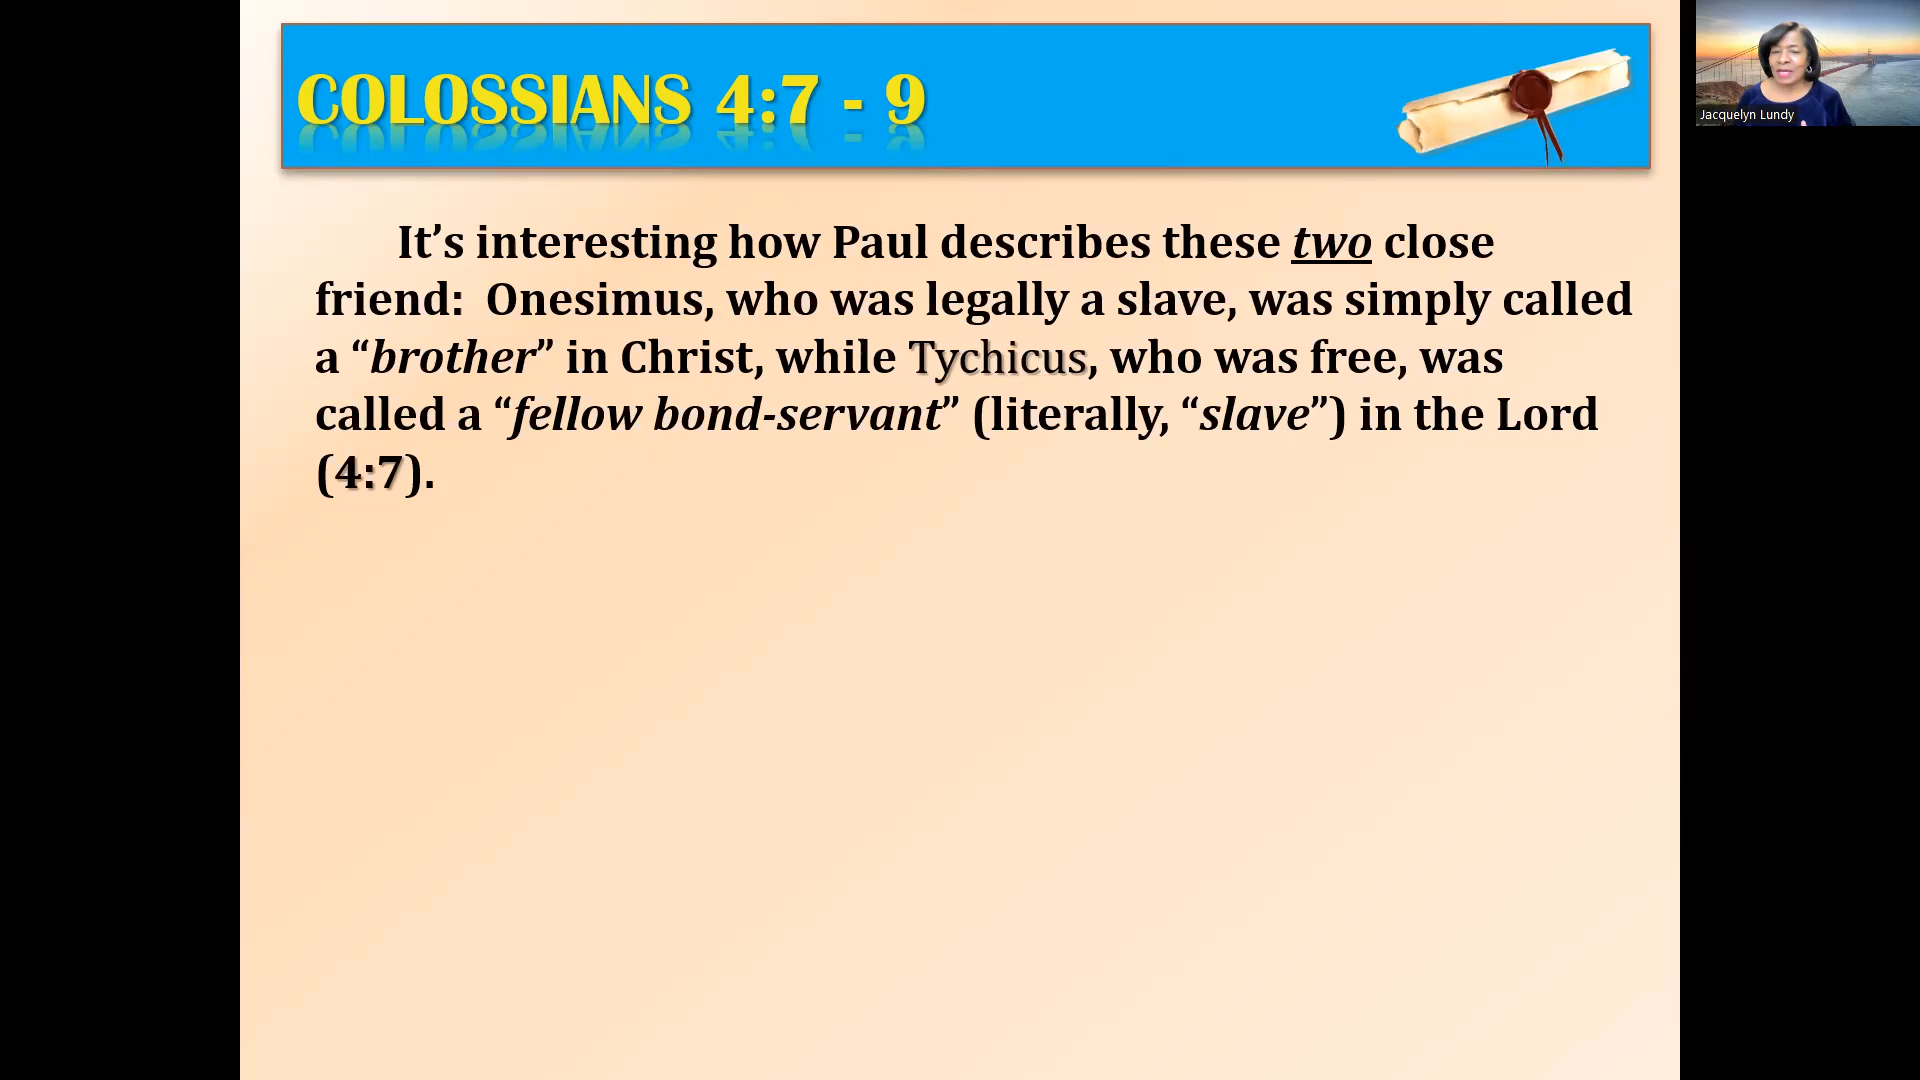 COLOSSIANS 4:7 - 9
Jacquelyn Lundy
It’s interesting how Paul describes these two close
friend:  Onesimus, who was legally a slave, was simply called
a “brother” in Christ, while Tychicus, who was free, was
called a “fellow bond-servant” (literally, “slave”) in the Lord
(4:7).